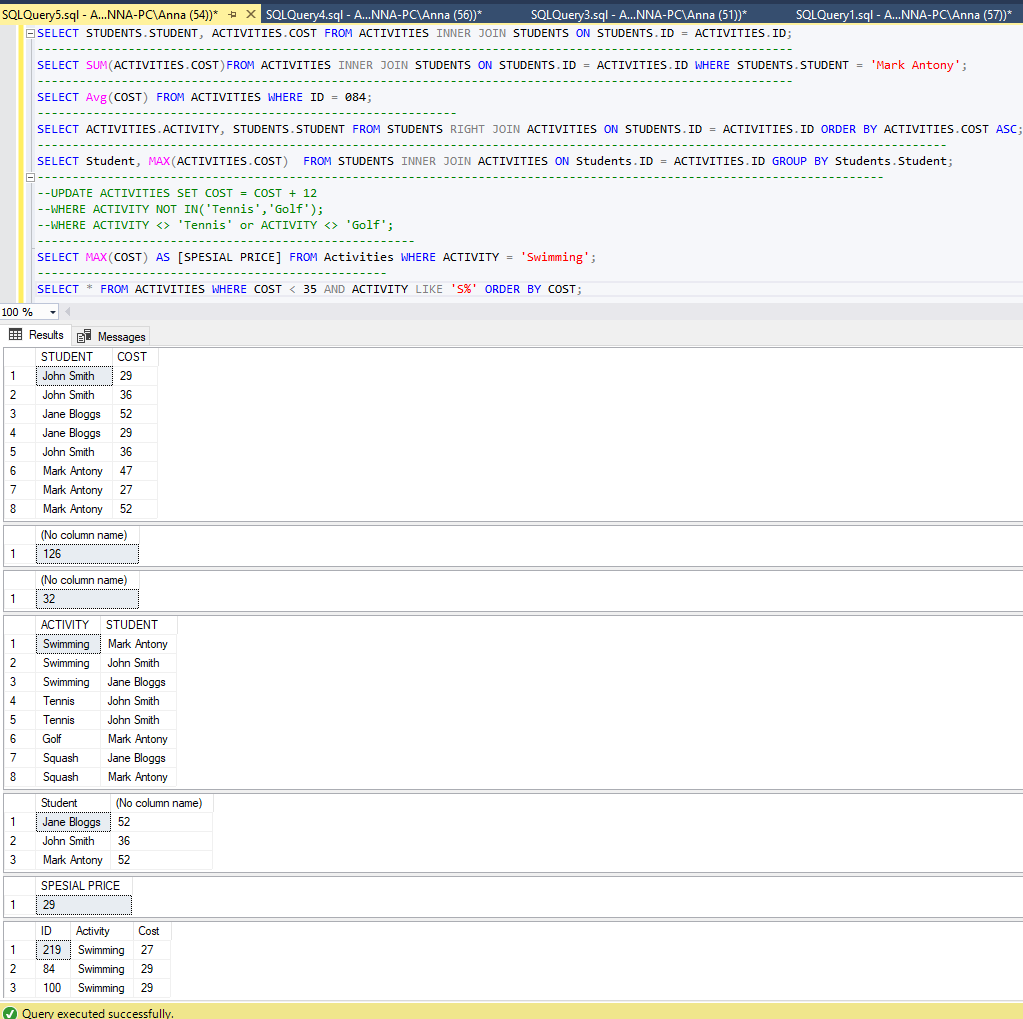 SQLQuery5.sql - A...NNA-PC\Anna (54))* SQLQuery4.sql - A...NNA-PC\Anna (56))* SQLQuery3.sql - A...NNA-PC\Anna (51))* SQLQuery1.sql - A...NNA-PC\Anna (57))*
SELECT STUDENTS.STUDENT, ACTIVITIES.COST FROM ACTIVITIES INNER JOIN STUDENTS ON STUDENTS.ID = ACTIVITIES.ID;
------------------------------------------------------------------------------------------------------------
SELECT SUM(ACTIVITIES.COST)FROM ACTIVITIES INNER JOIN STUDENTS ON STUDENTS.ID = ACTIVITIES.ID WHERE STUDENTS.STUDENT = 'Mark Antony';
------------------------------------------------------------------------------------------------------------
SELECT Avg(COST) FROM ACTIVITIES WHERE ID = 084;
------------------------------------------------------------
SELECT ACTIVITIES.ACTIVITY, STUDENTS.STUDENT FROM STUDENTS RIGHT JOIN ACTIVITIES ON STUDENTS.ID = ACTIVITIES.ID ORDER BY ACTIVITIES.COST ASC;
----------------------------------------------------------------------------------------------------------------------------------
SELECT Student, MAX(ACTIVITIES.COST)  FROM STUDENTS INNER JOIN ACTIVITIES ON Students.ID = ACTIVITIES.ID GROUP BY Students.Student;
-------------------------------------------------------------------------------------------------------------------------
--UPDATE ACTIVITIES SET COST = COST + 12
--WHERE ACTIVITY NOT IN('Tennis','Golf');
--WHERE ACTIVITY <> 'Tennis' or ACTIVITY <> 'Golf';
------------------------------------------------------
SELECT MAX(COST) AS [SPESIAL PRICE] FROM Activities WHERE ACTIVITY = 'Swimming';
--------------------------------------------------
SELECT * FROM ACTIVITIES WHERE COST < 35 AND ACTIVITY LIKE 'S%' ORDER BY COST;
100 %
Results Messages
STUDENT COST
1 John Smith 29
2 John Smith 36
3 Jane Bloggs 52
4 Jane Bloggs 29
5 John Smith 36
6 Mark Antony 47
7 Mark Antony 27
8 Mark Antony 52
(No column name)
1 126
(No column name)
1 32
ACTIVITY STUDENT
1 Swimming Mark Antony
2 Swimming John Smith
3 Swimming Jane Bloggs
4 Tennis John Smith
5 Tennis John Smith
6 Golf Mark Antony
7 Squash Jane Bloggs
8 Squash Mark Antony
Student (No column name)
1 Jane Bloggs 52
2 John Smith 36
3 Mark Antony 52
SPESIAL PRICE
1 29
ID Activity Cost
1 219 Swimming 27
2 84 Swimming 29
3 100 Swimming 29
Query executed successfully.